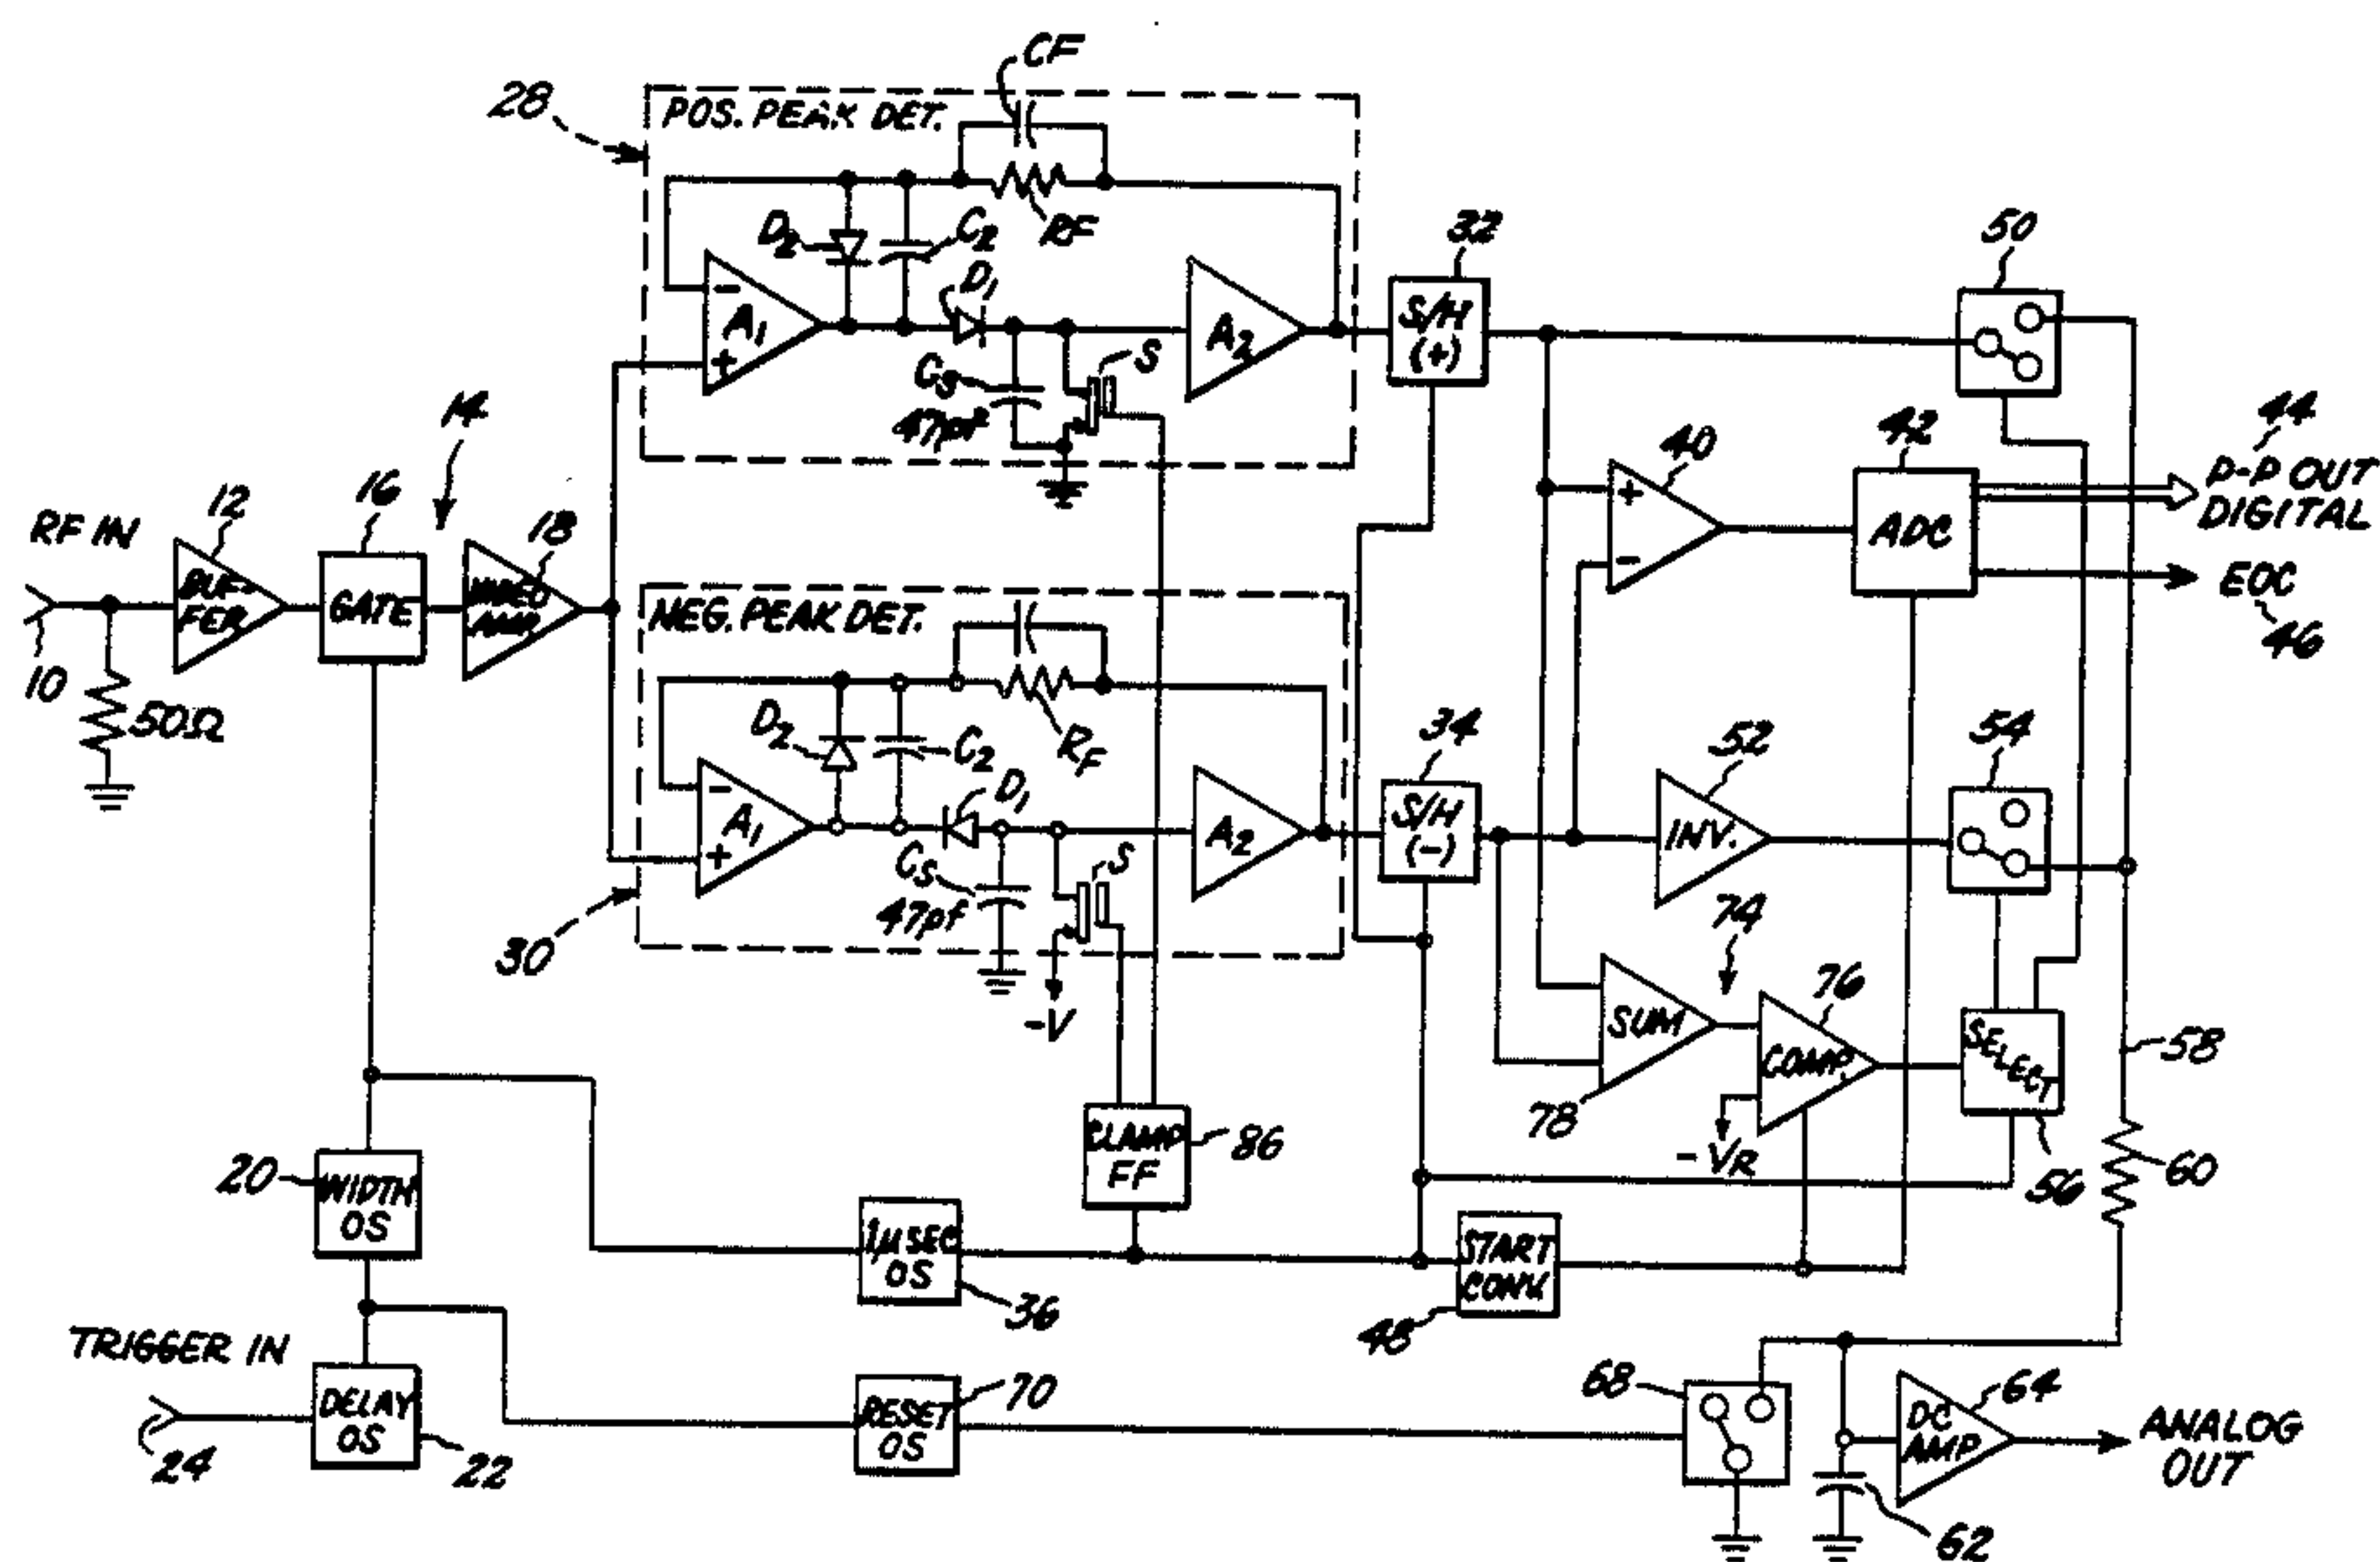 CF
28
POS. PEAK DET.
D2
C2
RF
D1
A1
-
+
CS
47pf
S
A2
32
S/H
(+)
50
14
40
+
-
42
ADC
44
P-P OUT
DIGITAL
EOC
46
RF IN
10
50Ω
12
BUF-
FER
16
GATE
18
VIDEO
AMP
NEG. PEAK DET.
D2
C2
RF
D1
A1
-
+
CS
47pf
S
A2
-V
30
34
S/H
(-)
52
INV.
54
74
SUM
78
76
COMP.
-VR
SELECT
56
58
60
20
WIDTH
OS
CLAMP
FF
86
1µSEC
OS
36
START
CONV.
48
TRIGGER IN
24
DELAY
OS
22
RESET
OS
70
68
DC
AMP
64
62
ANALOG
OUT